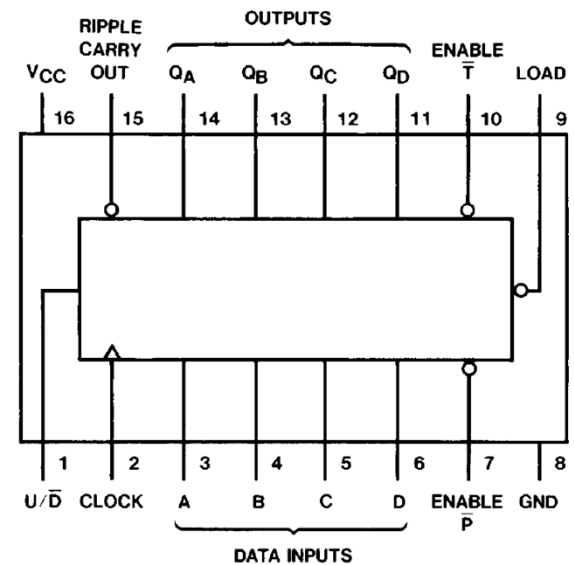 OUTPUTS
RIPPLE
CARRY
OUT
ENABLE
T̅
VCC
QA
QB
QC
QD
LOAD
16
15
14
13
12
11
10
9
1
2
3
4
5
6
7
8
U/D̅
CLOCK
A
B
C
D
ENABLE
P̅
GND
DATA INPUTS